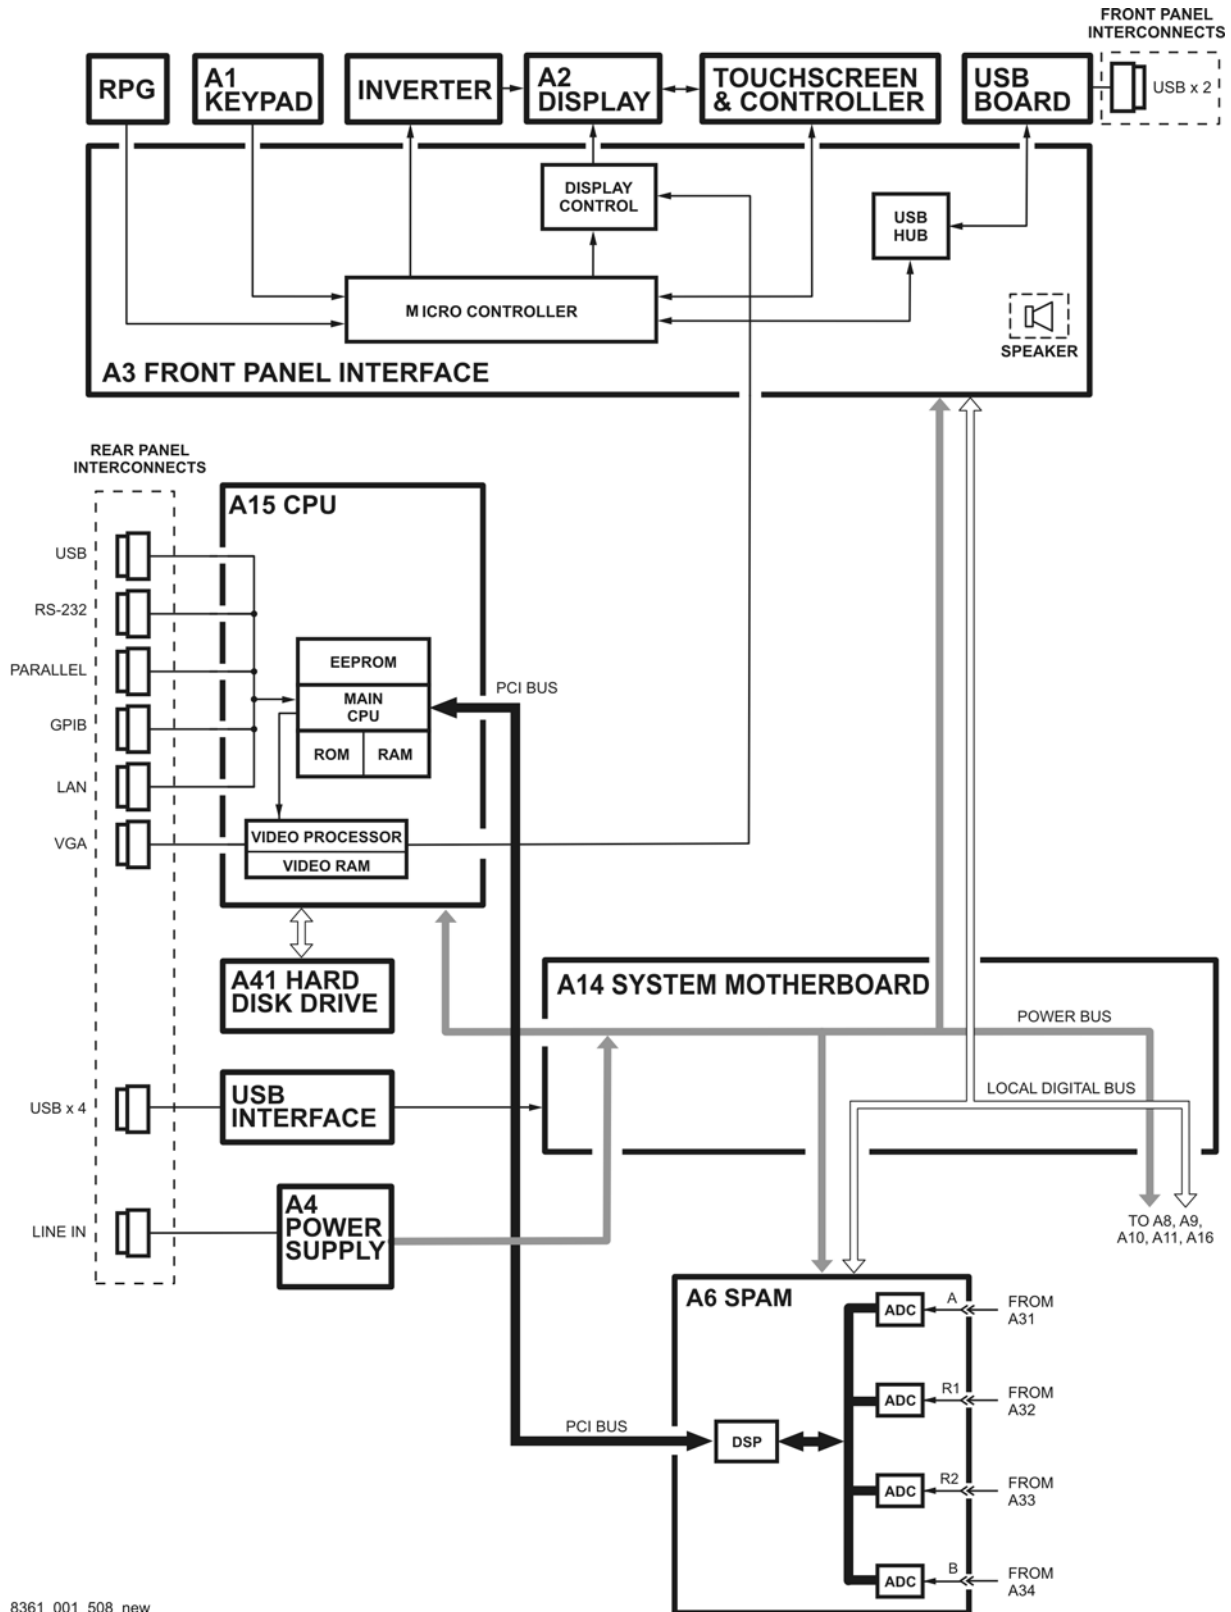 FRONT PANEL
INTERCONNECTS
RPG
A1
KEYPAD
INVERTER
A2
DISPLAY
TOUCHSCREEN
& CONTROLLER
USB
BOARD
USB x 2
DISPLAY
CONTROL
USB
HUB
MICRO CONTROLLER
SPEAKER
A3 FRONT PANEL INTERFACE
REAR PANEL
INTERCONNECTS
A15 CPU
USB
RS-232
PARALLEL
GPIB
LAN
VGA
EEPROM
MAIN
CPU
ROM
RAM
PCI BUS
VIDEO PROCESSOR
VIDEO RAM
A41 HARD
DISK DRIVE
A14 SYSTEM MOTHERBOARD
POWER BUS
LOCAL DIGITAL BUS
USB x 4
USB
INTERFACE
LINE IN
A4
POWER
SUPPLY
TO A8, A9,
A10, A11, A16
A6 SPAM
ADC
A
FROM
A31
ADC
R1
FROM
A32
PCI BUS
DSP
ADC
R2
FROM
A33
ADC
B
FROM
A34
8361_001_508_new